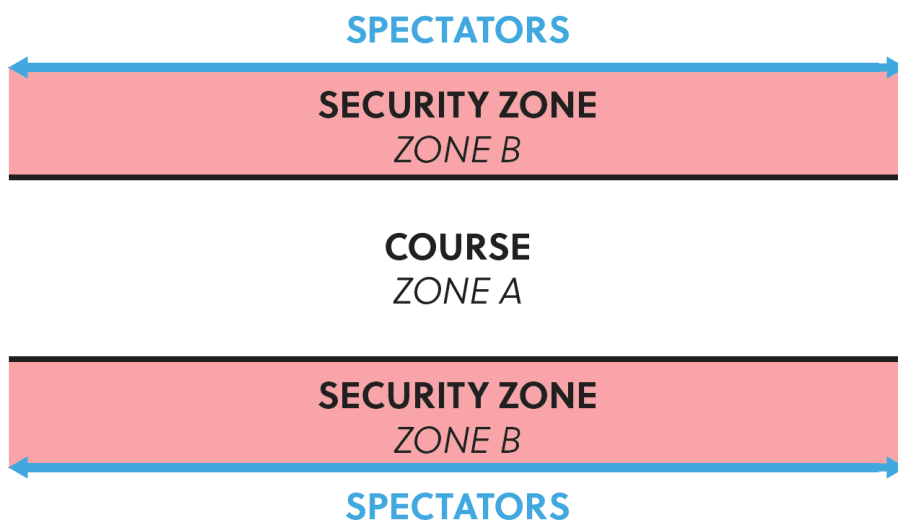 SPECTATORS
SECURITY ZONE
ZONE B
COURSE
ZONE A
SECURITY ZONE
ZONE B
SPECTATORS